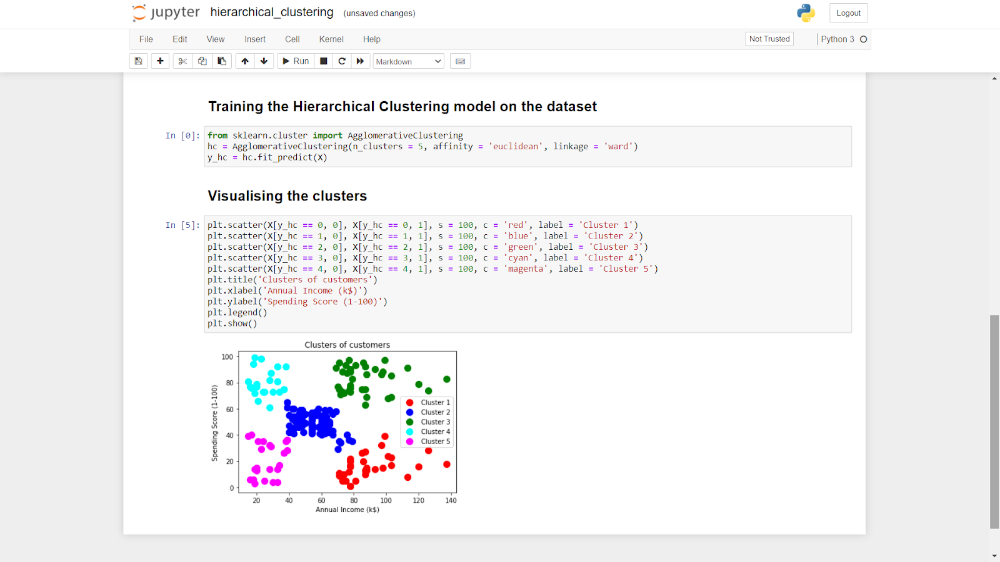 jupyter hierarchical_clustering (unsaved changes) Logout
File Edit View Insert Cell Kernel Help Not Trusted Python 3
Run Markdown
Training the Hierarchical Clustering model on the dataset
In [0]: from sklearn.cluster import AgglomerativeClustering
hc = AgglomerativeClustering(n_clusters = 5, affinity = 'euclidean', linkage = 'ward')
y_hc = hc.fit_predict(X)
Visualising the clusters
In [5]: plt.scatter(X[y_hc == 0, 0], X[y_hc == 0, 1], s = 100, c = 'red', label = 'Cluster 1')
plt.scatter(X[y_hc == 1, 0], X[y_hc == 1, 1], s = 100, c = 'blue', label = 'Cluster 2')
plt.scatter(X[y_hc == 2, 0], X[y_hc == 2, 1], s = 100, c = 'green', label = 'Cluster 3')
plt.scatter(X[y_hc == 3, 0], X[y_hc == 3, 1], s = 100, c = 'cyan', label = 'Cluster 4')
plt.scatter(X[y_hc == 4, 0], X[y_hc == 4, 1], s = 100, c = 'magenta', label = 'Cluster 5')
plt.title('Clusters of customers')
plt.xlabel('Annual Income (k$)')
plt.ylabel('Spending Score (1-100)')
plt.legend()
plt.show()
Clusters of customers
Spending Score (1-100)
100
80
60
40
20
0
Cluster 1
Cluster 2
Cluster 3
Cluster 4
Cluster 5
20 40 60 80 100 120 140
Annual Income (k$)